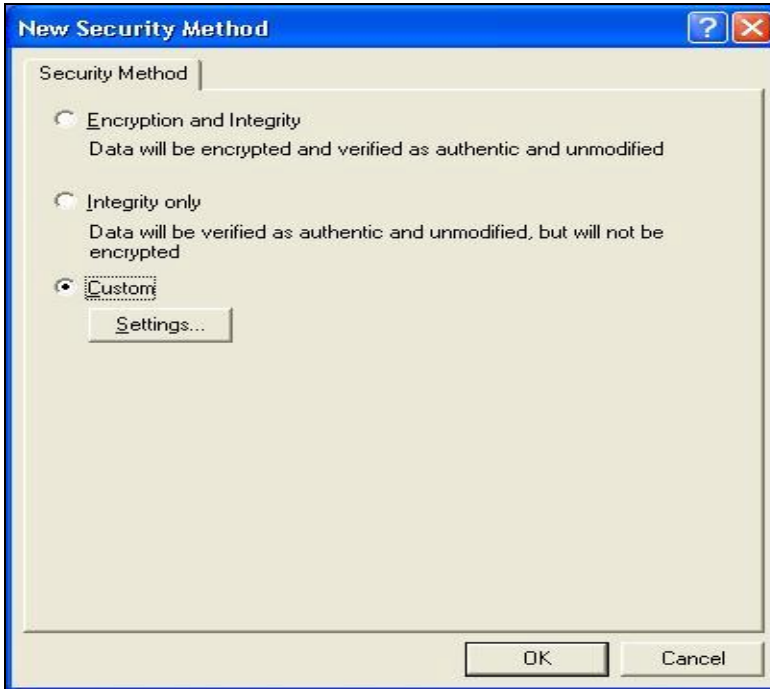 New Security Method
Security Method
Encryption and Integrity
Data will be encrypted and verified as authentic and unmodified
Integrity only
Data will be verified as authentic and unmodified, but will not be
encrypted
Custom
Settings...
OK
Cancel